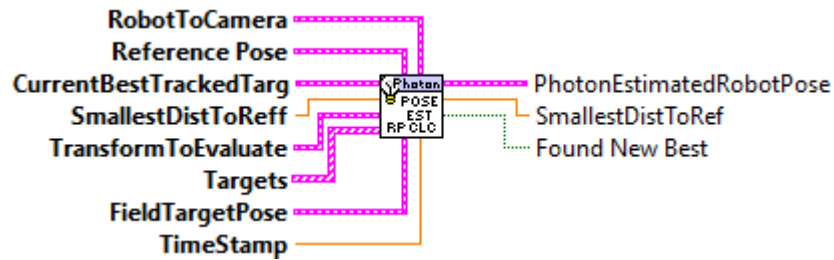 RobotToCamera
Reference Pose
CurrentBestTrackedTarg
SmallestDistToReff
TransformToEvaluate
Targets
FieldTargetPose
TimeStamp
Photon
POSE
EST
RP CLC
PhotonEstimatedRobotPose
SmallestDistToRef
Found New Best